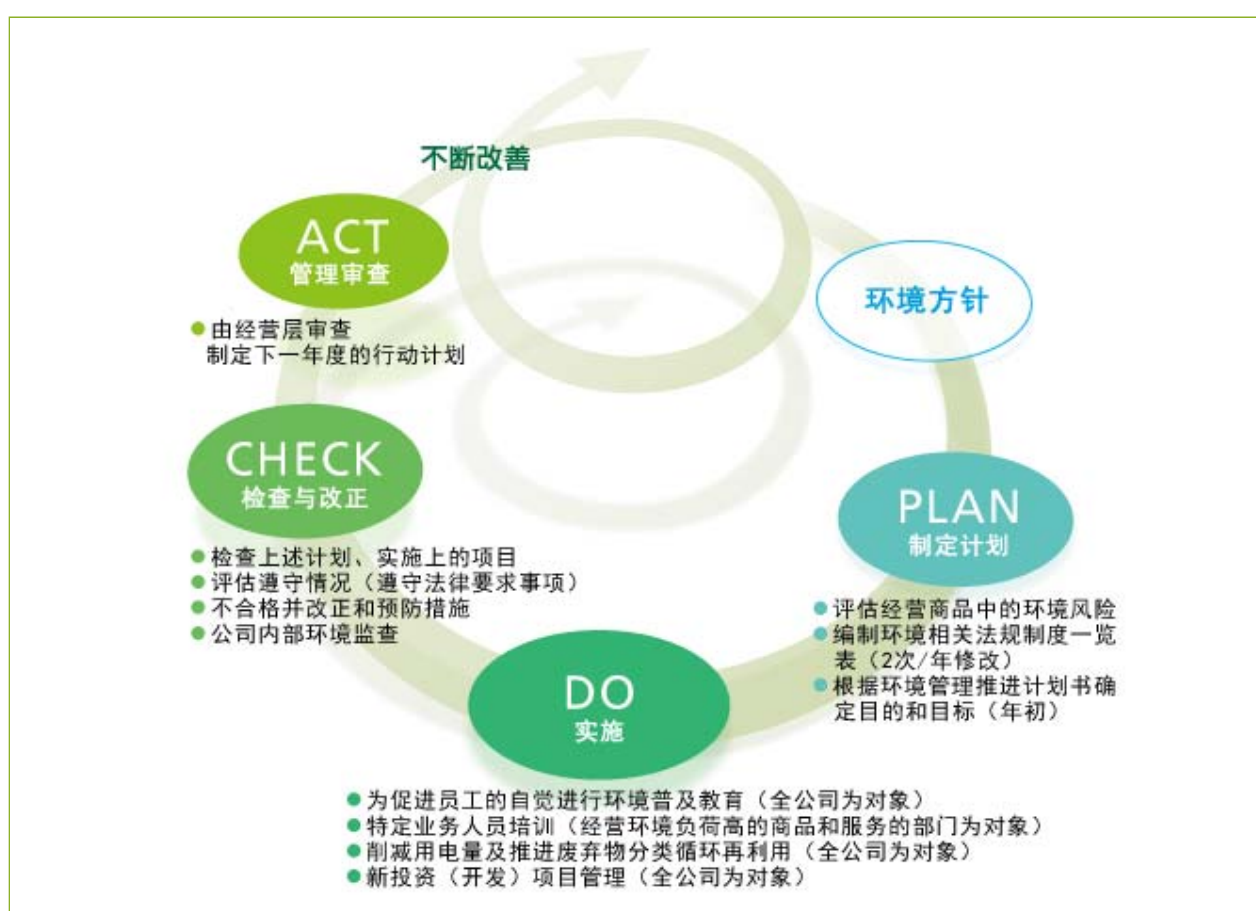 不断改善
ACT
管理审查
● 由经营层审查
制定下一年度的行动计划
环境方针
CHECK
检查与改正
● 检查上述计划、实施上的项目
● 评估遵守情况（遵守法律要求事项）
● 不合格并改正和预防措施
● 公司内部环境监查
PLAN
制定计划
● 评估经营商品中的环境风险
● 编制环境相关法规制度一览
表（2次/年修改）
● 根据环境管理推进计划书确
定目的和目标（年初）
DO
实施
● 为促进员工的自觉进行环境普及教育（全公司为对象）
● 特定业务人员培训（经营环境负荷高的商品和服务的部门为对象）
● 削减用电量及推进废弃物分类循环再利用（全公司为对象）
● 新投资（开发）项目管理（全公司为对象）